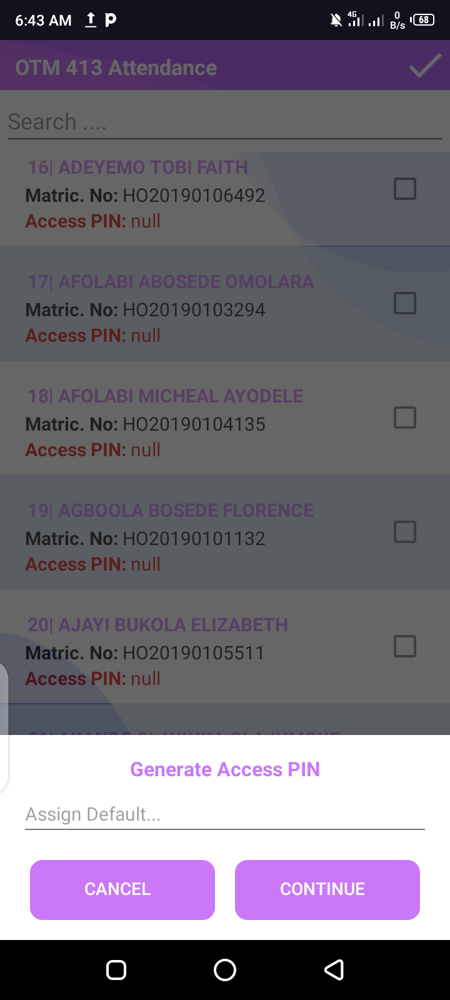 6:43 AM
4G
0 B/s
68
OTM 413 Attendance
Search ....
16| ADEYEMO TOBI FAITH
Matric. No: HO20190106492
Access PIN: null
17| AFOLABI ABOSEDE OMOLARA
Matric. No: HO20190103294
Access PIN: null
18| AFOLABI MICHEAL AYODELE
Matric. No: HO20190104135
Access PIN: null
19| AGBOOLA BOSEDE FLORENCE
Matric. No: HO20190101132
Access PIN: null
20| AJAYI BUKOLA ELIZABETH
Matric. No: HO20190105511
Access PIN: null
Generate Access PIN
Assign Default...
CANCEL
CONTINUE